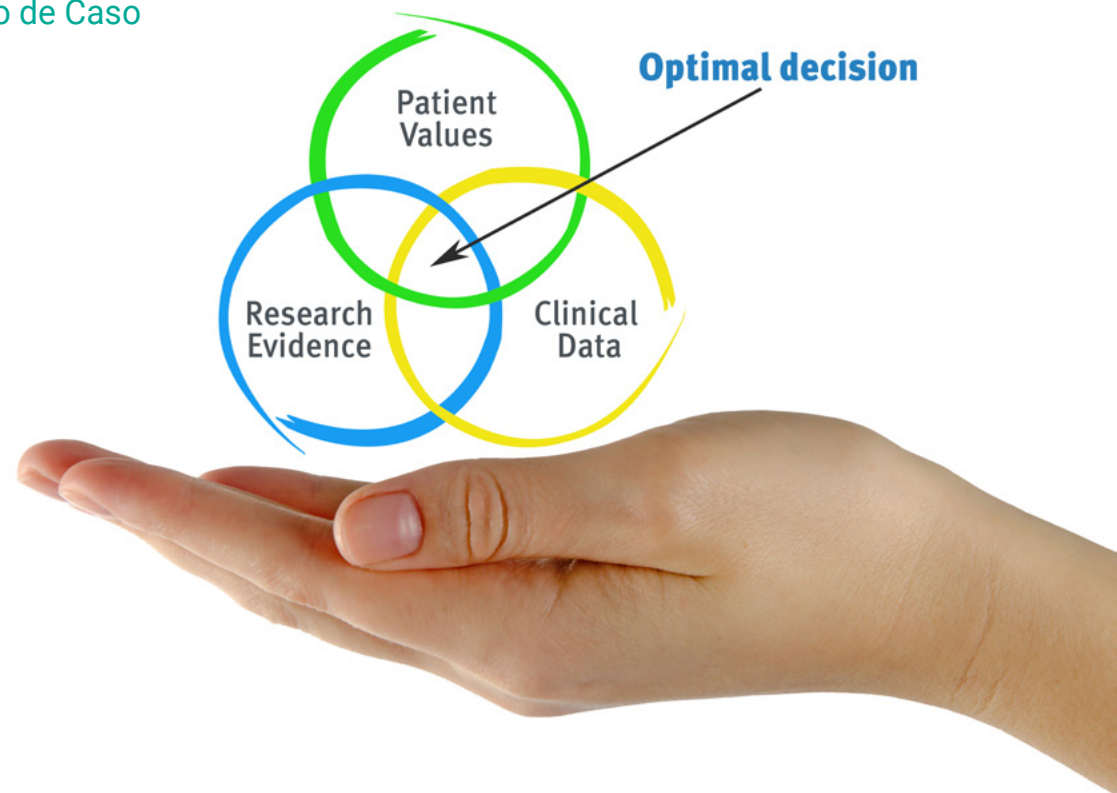 o de Caso
Patient
Values
Optimal decision
Research
Evidence
Clinical
Data